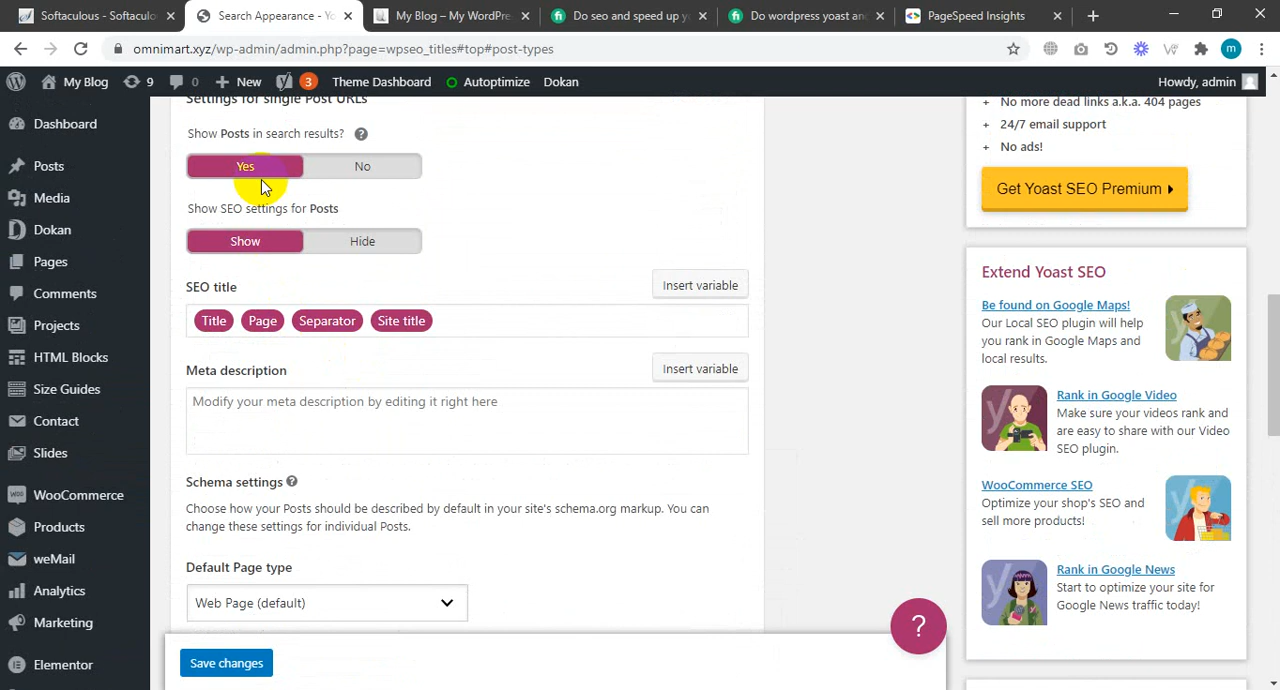 Softaculous - Softaculo
Search Appearance - Yo
My Blog – My WordPre
Do seo and speed up yo
Do wordpress yoast an
PageSpeed Insights
omnimart.xyz/wp-admin/admin.php?page=wpseo_titles#top#post-types
m
My Blog 9 0 + New 3 Theme Dashboard Autoptimize Dokan Howdy, admin
Dashboard
Posts
Media
Dokan
Pages
Comments
Projects
HTML Blocks
Size Guides
Contact
Slides
WooCommerce
Products
weMail
Analytics
Marketing
Elementor
Settings for single Post URLs
Show Posts in search results? ?
Yes No
Show SEO settings for Posts
Show Hide
SEO title
Insert variable
Title Page Separator Site title
Meta description
Insert variable
Modify your meta description by editing it right here
Schema settings ?
Choose how your Posts should be described by default in your site's schema.org markup. You can
change these settings for individual Posts.
Default Page type
Web Page (default)
Save changes
?
+ No more dead links a.k.a. 404 pages
+ 24/7 email support
+ No ads!
Get Yoast SEO Premium
Extend Yoast SEO
Be found on Google Maps!
Our Local SEO plugin will help
you rank in Google Maps and
local results.
Rank in Google Video
Make sure your videos rank and
are easy to share with our Video
SEO plugin.
WooCommerce SEO
Optimize your shop's SEO and
sell more products!
Rank in Google News
Start to optimize your site for
Google News traffic today!